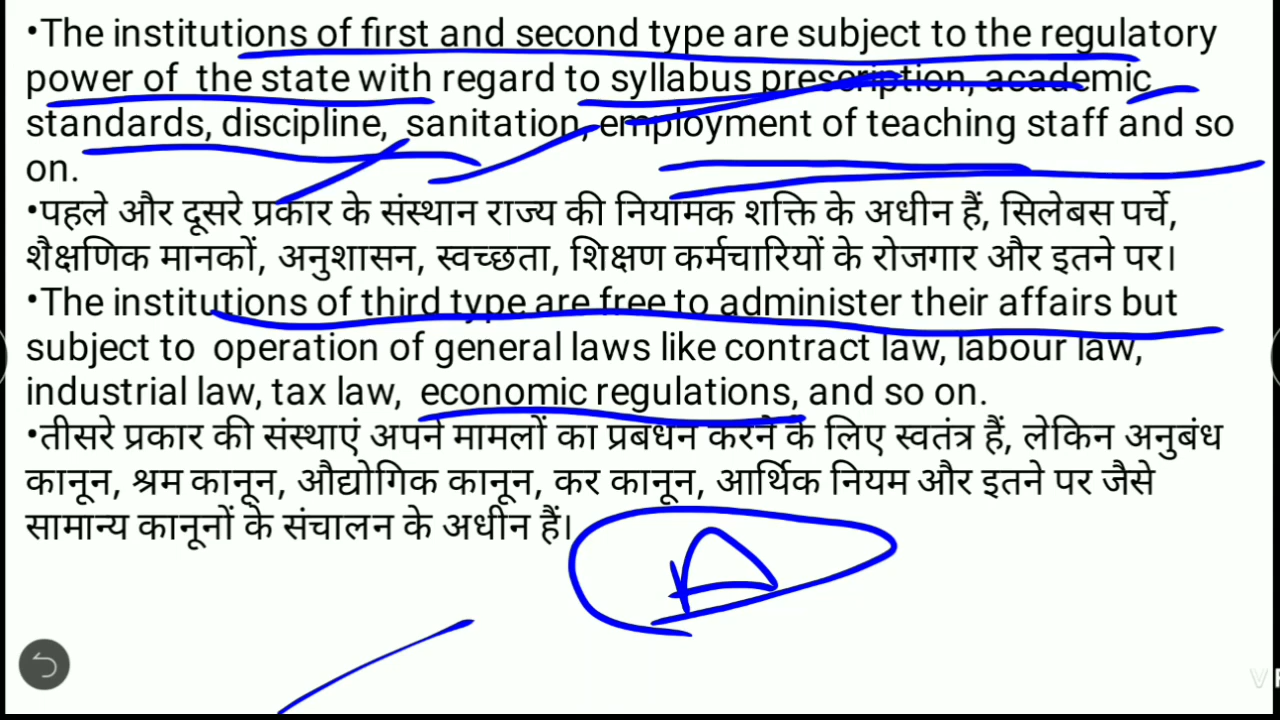 •The institutions of first and second type are subject to the regulatory
power of the state with regard to syllabus prescription, academic
standards, discipline, sanitation, employment of teaching staff and so
on.
•पहले और दूसरे प्रकार के संस्थान राज्य की नियामक शक्ति के अधीन हैं, सिलेबस पर्चे,
शैक्षणिक मानकों, अनुशासन, स्वच्छता, शिक्षण कर्मचारियों के रोजगार और इतने पर।
•The institutions of third type are free to administer their affairs but
subject to operation of general laws like contract law, labour law,
industrial law, tax law, economic regulations, and so on.
•तीसरे प्रकार की संस्थाएं अपने मामलों का प्रबंधन करने के लिए स्वतंत्र हैं, लेकिन अनुबंध
कानून, श्रम कानून, औद्योगिक कानून, कर कानून, आर्थिक नियम और इतने पर जैसे
सामान्य कानूनों के संचालन के अधीन हैं।
A